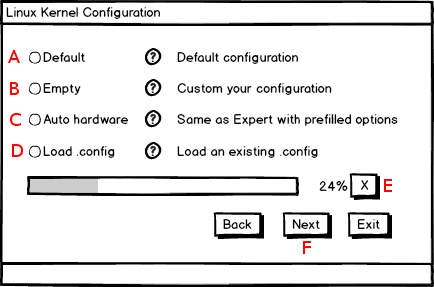 Linux Kernel Configuration
A Default ? Default configuration
B Empty ? Custom your configuration
C Auto hardware ? Same as Expert with prefilled options
D Load .config ? Load an existing .config
24% X E
Back Next Exit
F